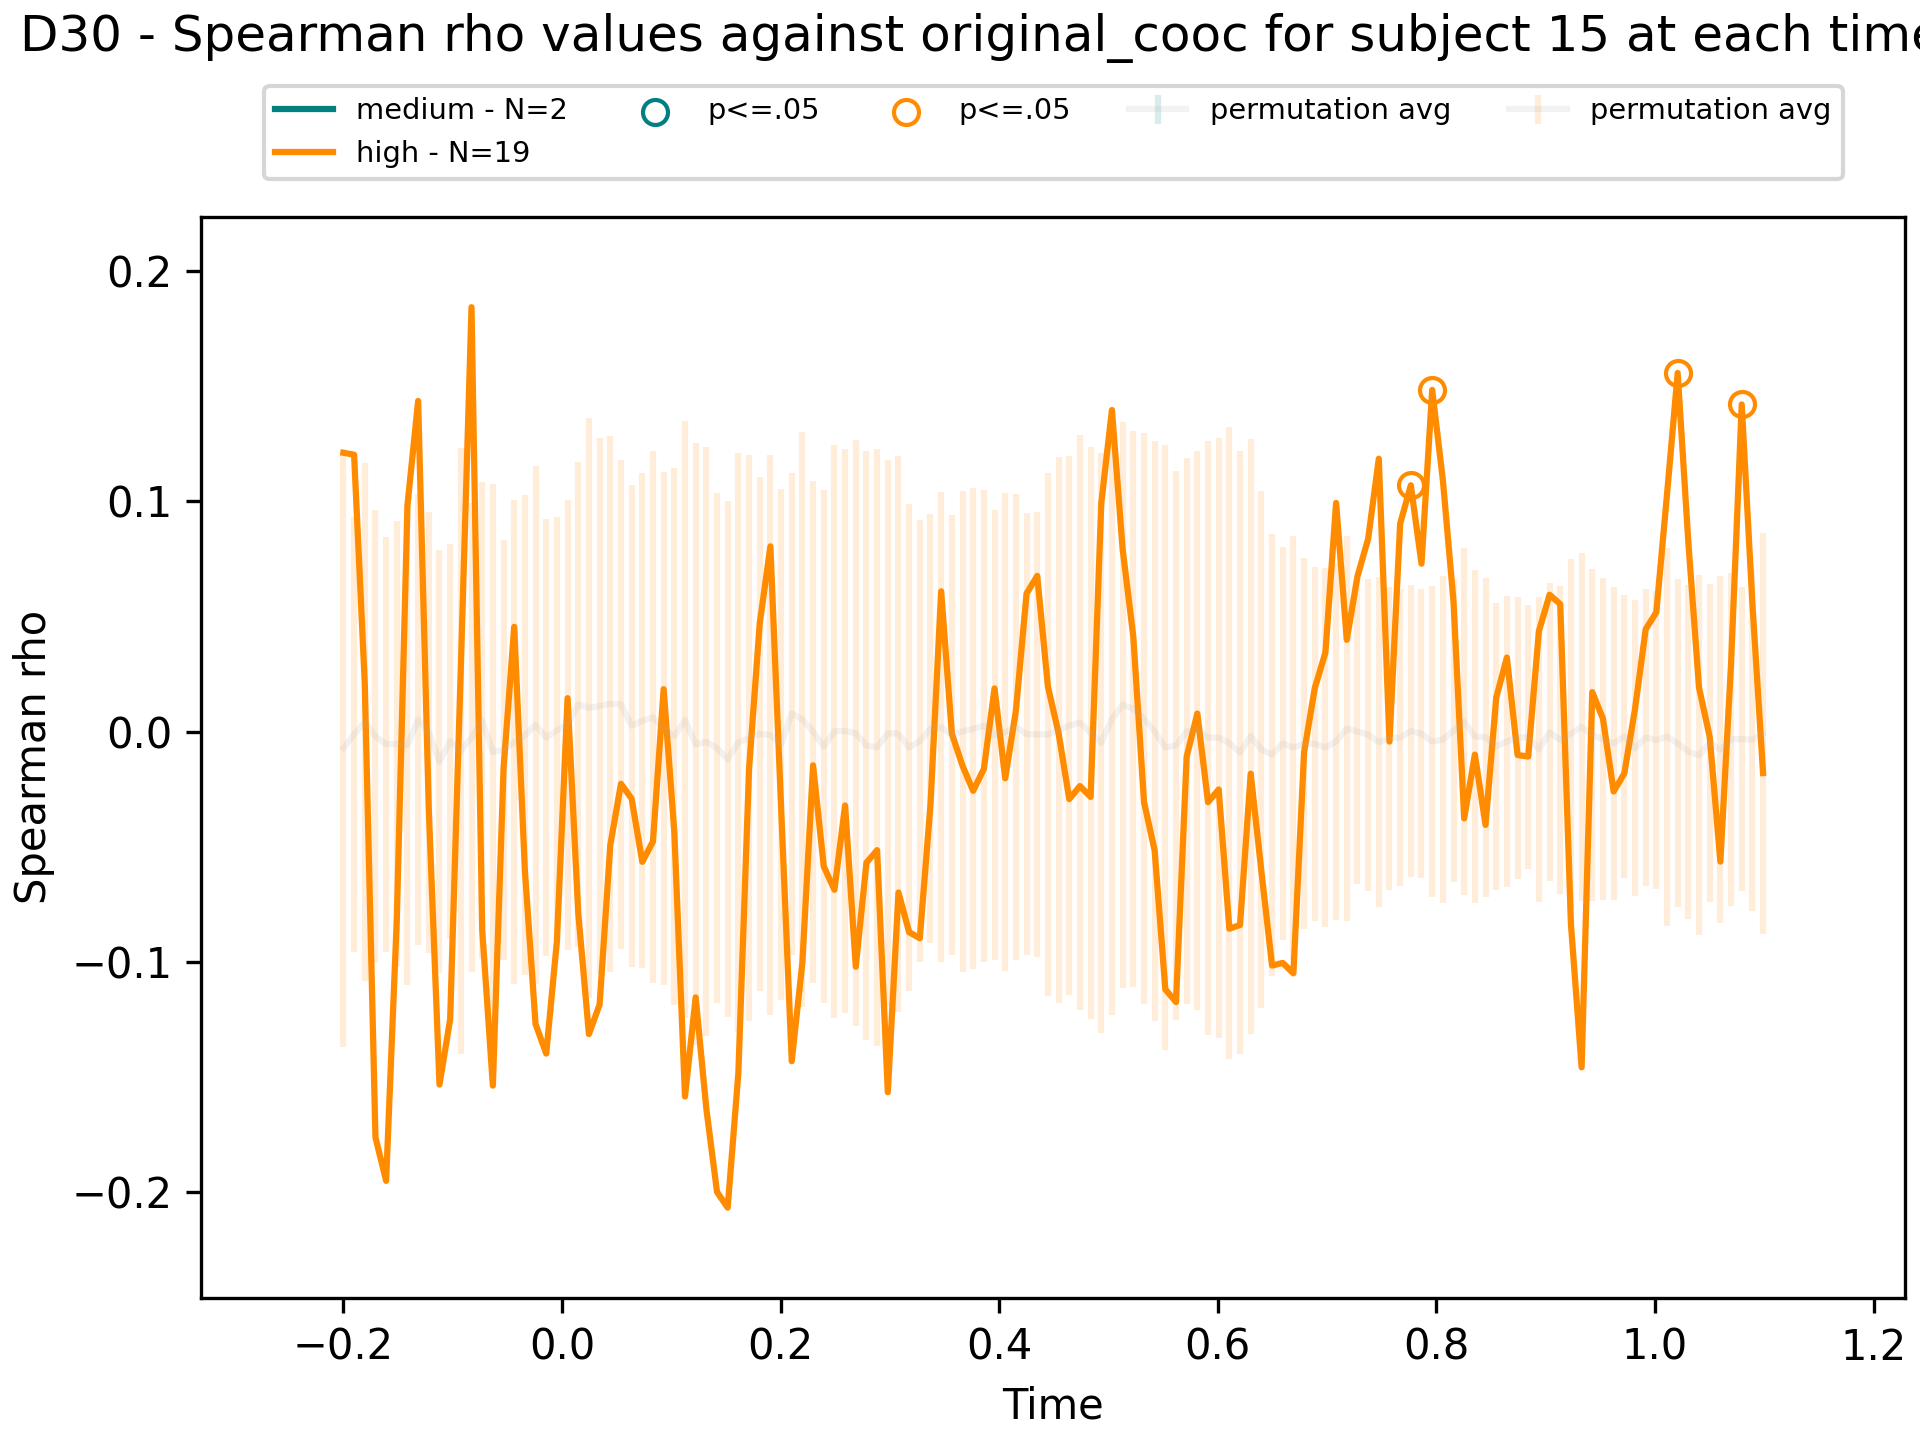 D30 - Spearman rho values against original_cooc for subject 15 at each time
medium - N=2
high - N=19
p<=.05
p<=.05
permutation avg
permutation avg
Spearman rho
0.2
0.1
0.0
−0.1
−0.2
−0.2 0.0 0.2 0.4 0.6 0.8 1.0 1.2
Time